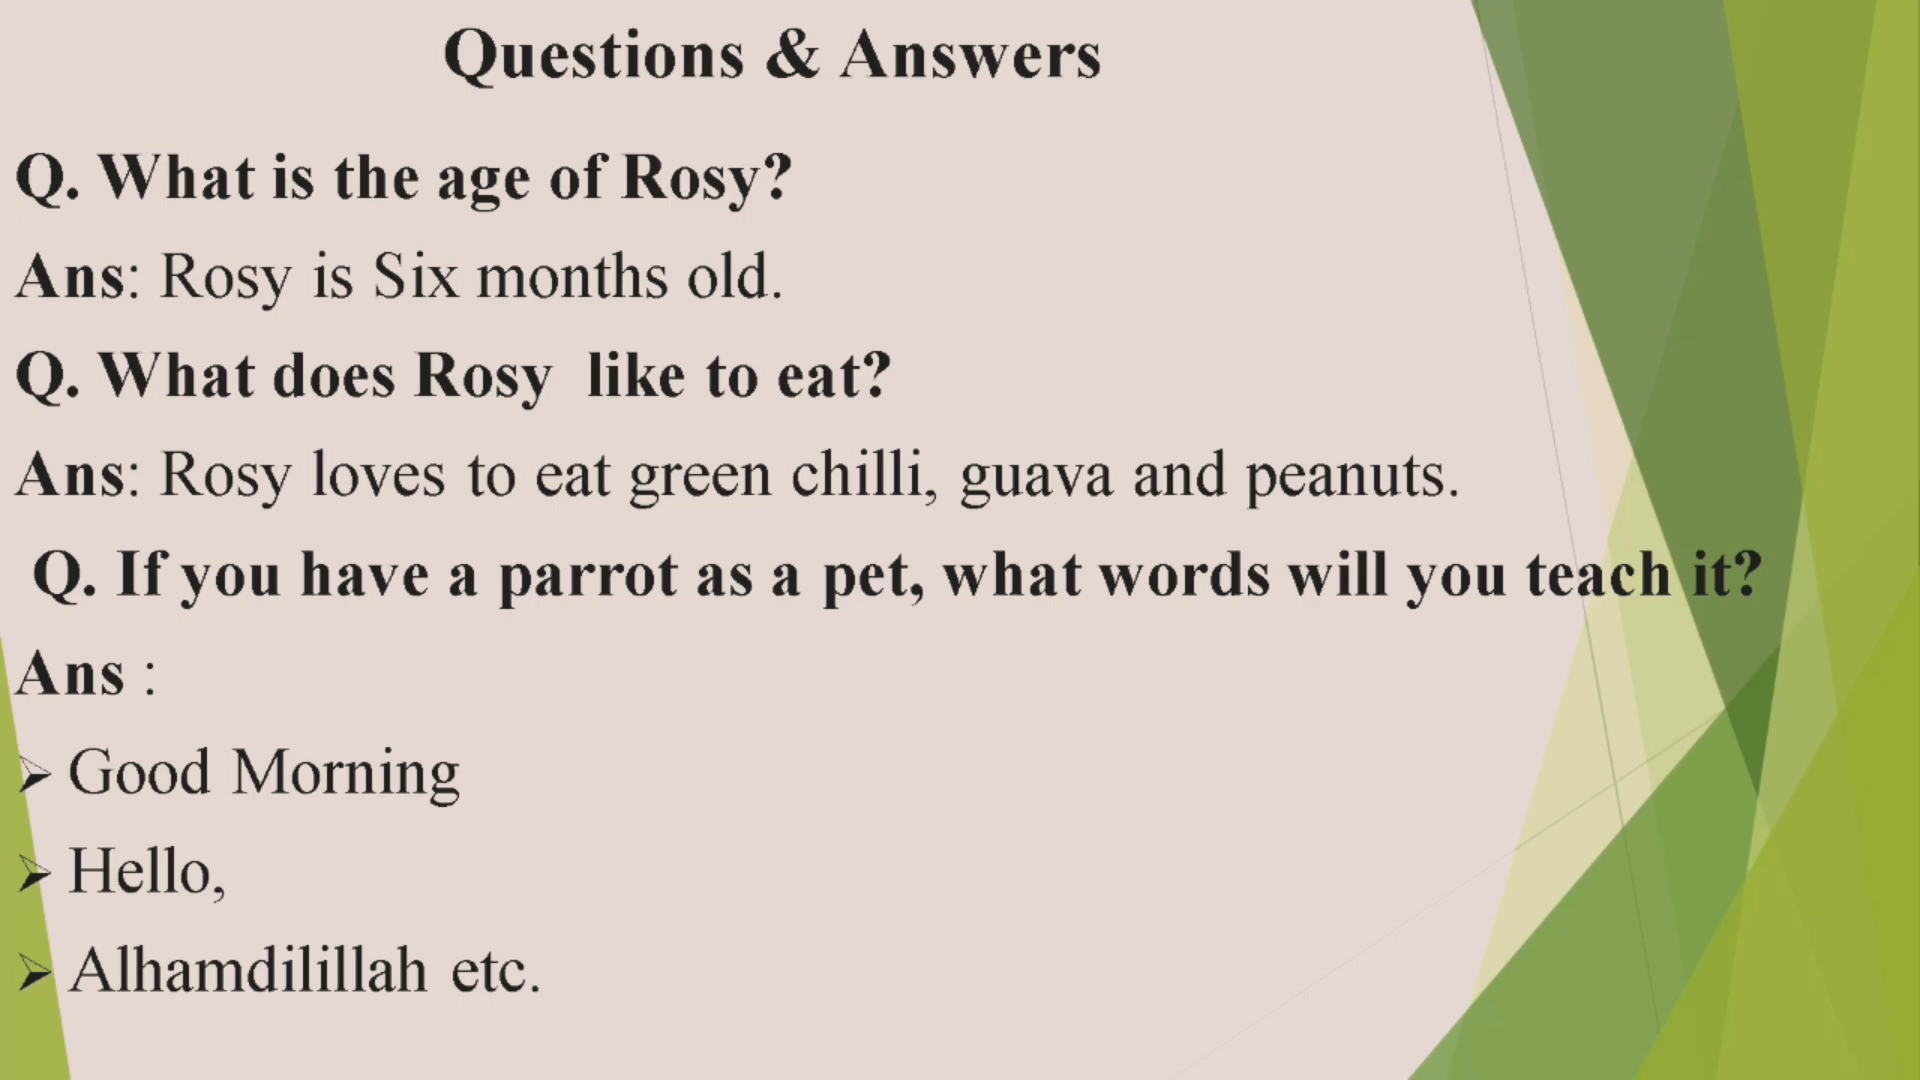 Questions & Answers
Q. What is the age of Rosy?
Ans: Rosy is Six months old.
Q. What does Rosy  like to eat?
Ans: Rosy loves to eat green chilli, guava and peanuts.
Q. If you have a parrot as a pet, what words will you teach it?
Ans :
➢ Good Morning
➢ Hello,
➢ Alhamdilillah etc.